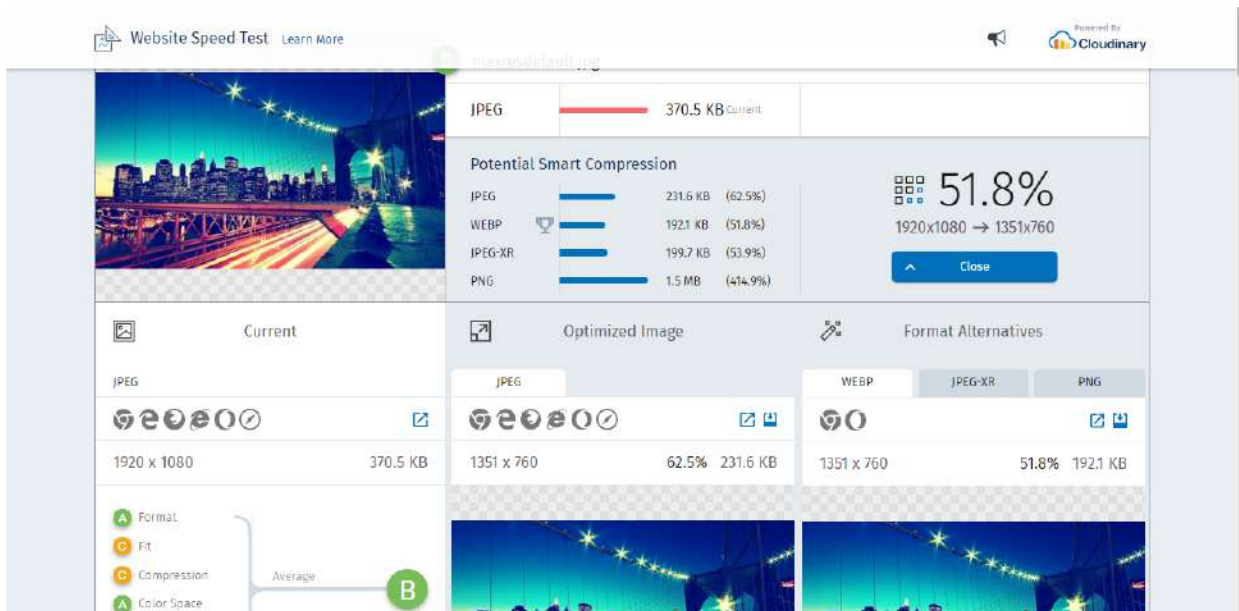 Website Speed Test Learn More
Powered By
Cloudinary
maxresdefault.jpg
JPEG 370.5 KB Current
Potential Smart Compression
JPEG 231.6 KB (62.5%)
WEBP 192.1 KB (51.8%)
JPEG-XR 199.7 KB (53.9%)
PNG 1.5 MB (414.9%)
51.8%
1920x1080 → 1351x760
Close
Current
JPEG
1920 x 1080 370.5 KB
A Format
C Fit
C Compression
A Color Space
Average
B
Optimized Image
JPEG
1351 x 760 62.5% 231.6 KB
Format Alternatives
WEBP JPEG-XR PNG
1351 x 760 51.8% 192.1 KB